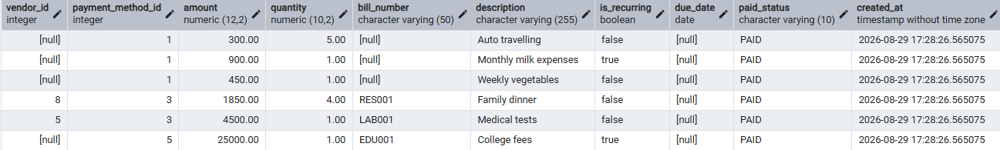 vendor_id payment_method_id amount quantity bill_number description is_recurring due_date paid_status created_at
integer integer numeric (12,2) numeric (10,2) character varying (50) character varying (255) boolean date character varying (10) timestamp without time zone
[null] 1 300.00 5.00 [null] Auto travelling false [null] PAID 2026-08-29 17:28:26.565075
[null] 1 900.00 1.00 [null] Monthly milk expenses true [null] PAID 2026-08-29 17:28:26.565075
[null] 1 450.00 1.00 [null] Weekly vegetables false [null] PAID 2026-08-29 17:28:26.565075
8 3 1850.00 4.00 RES001 Family dinner false [null] PAID 2026-08-29 17:28:26.565075
5 3 4500.00 1.00 LAB001 Medical tests false [null] PAID 2026-08-29 17:28:26.565075
[null] 5 25000.00 1.00 EDU001 College fees true [null] PAID 2026-08-29 17:28:26.565075